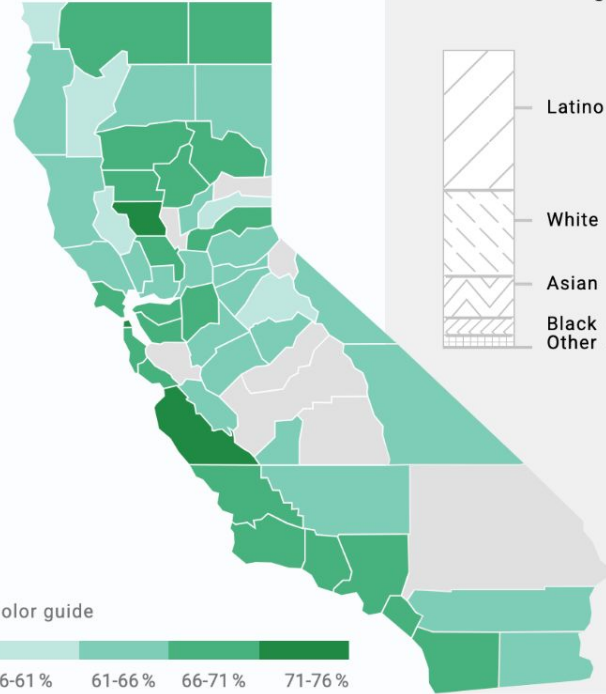 Latino
White
Asian
Black
Other
olor guide
6-61 %
61-66 %
66-71 %
71-76 %